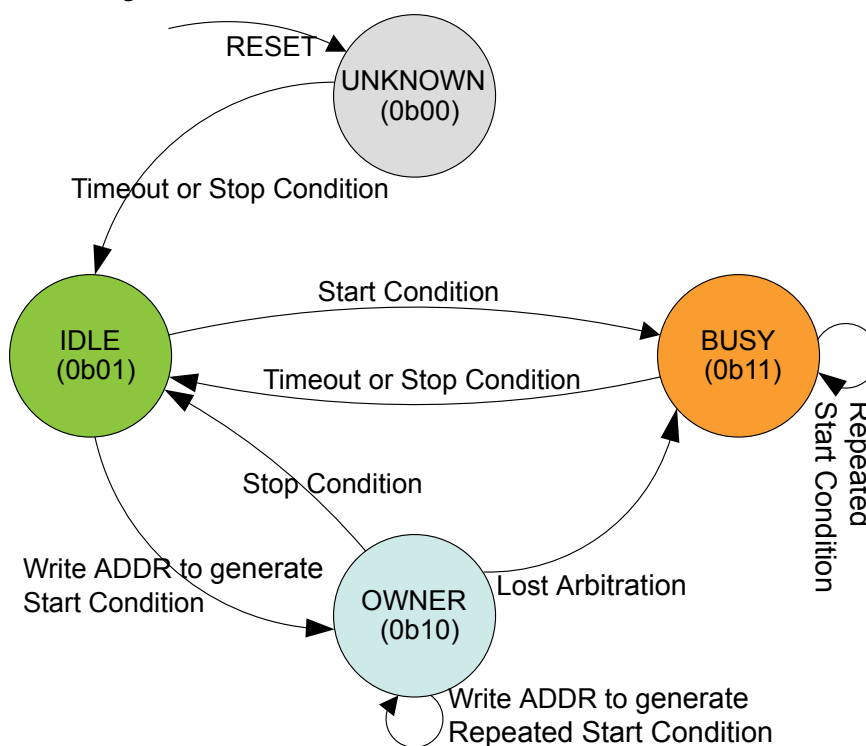 RESET
UNKNOWN
(0b00)
Timeout or Stop Condition
Start Condition
IDLE
(0b01)
BUSY
(0b11)
Timeout or Stop Condition
Repeated
Start Condition
Stop Condition
Write ADDR to generate
Start Condition
Lost Arbitration
OWNER
(0b10)
Write ADDR to generate
Repeated Start Condition